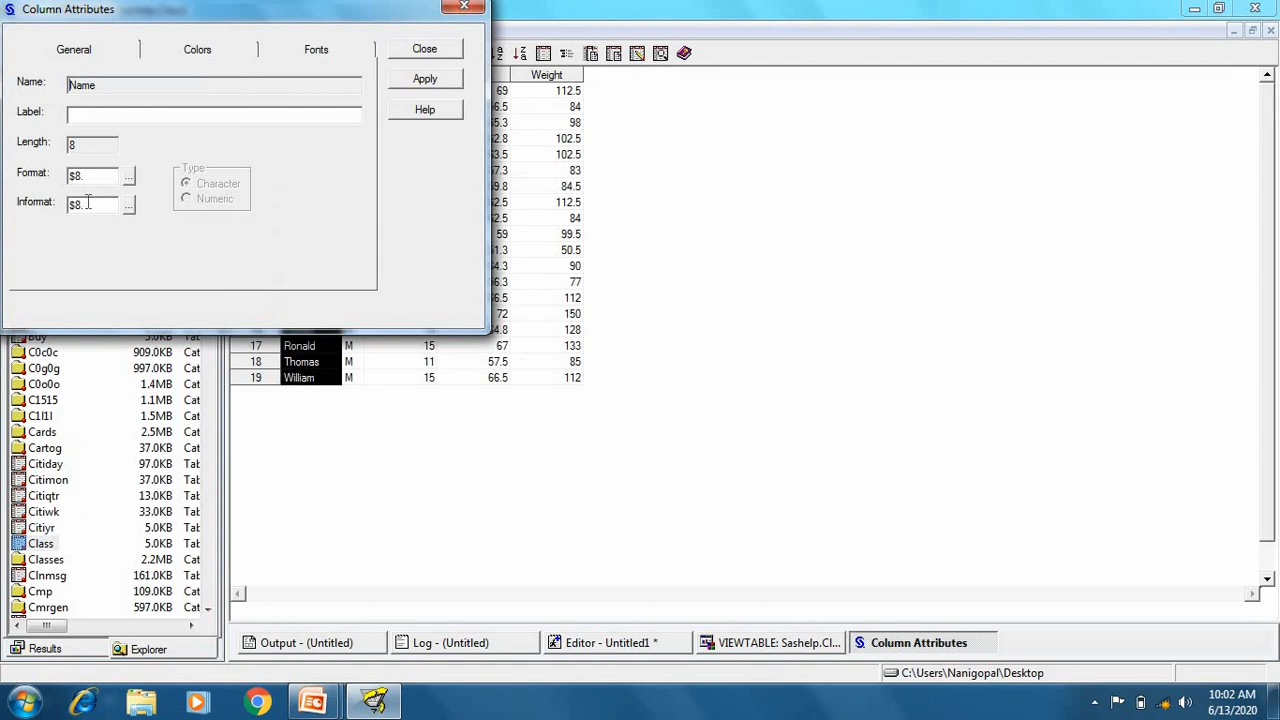 Column Attributes
General Colors Fonts Close
Name: Name
Apply
Label:
Help
Length: 8
Format: $8. ...
Type
Character
Numeric
Informat: $8. ...
Weight
69 112.5
84
98
102.5
102.5
83
84.5
112.5
84
59 99.5
50.5
90
77
112
72 150
128
17 Ronald M 15 67 133
18 Thomas M 11 57.5 85
19 William M 15 66.5 112
C0c0c 909.0KB Cat
C0g0g 997.0KB Cat
C0o0o 1.4MB Cat
C1515 1.1MB Cat
C1l1l 1.5MB Cat
Cards 2.5MB Cat
Cartog 37.0KB Cat
Citiday 97.0KB Tab
Citimon 37.0KB Tab
Citiqtr 13.0KB Tab
Citiwk 33.0KB Tab
Citiyr 5.0KB Tab
Class 5.0KB Tab
Classes 2.2MB Cat
Clnmsg 161.0KB Tab
Cmp 109.0KB Cat
Cmrgen 597.0KB Cat
Results Explorer
Output - (Untitled) Log - (Untitled) Editor - Untitled1 * VIEWTABLE: Sashelp.Cl... Column Attributes
C:\Users\Nanigopal\Desktop
10:02 AM
6/13/2020